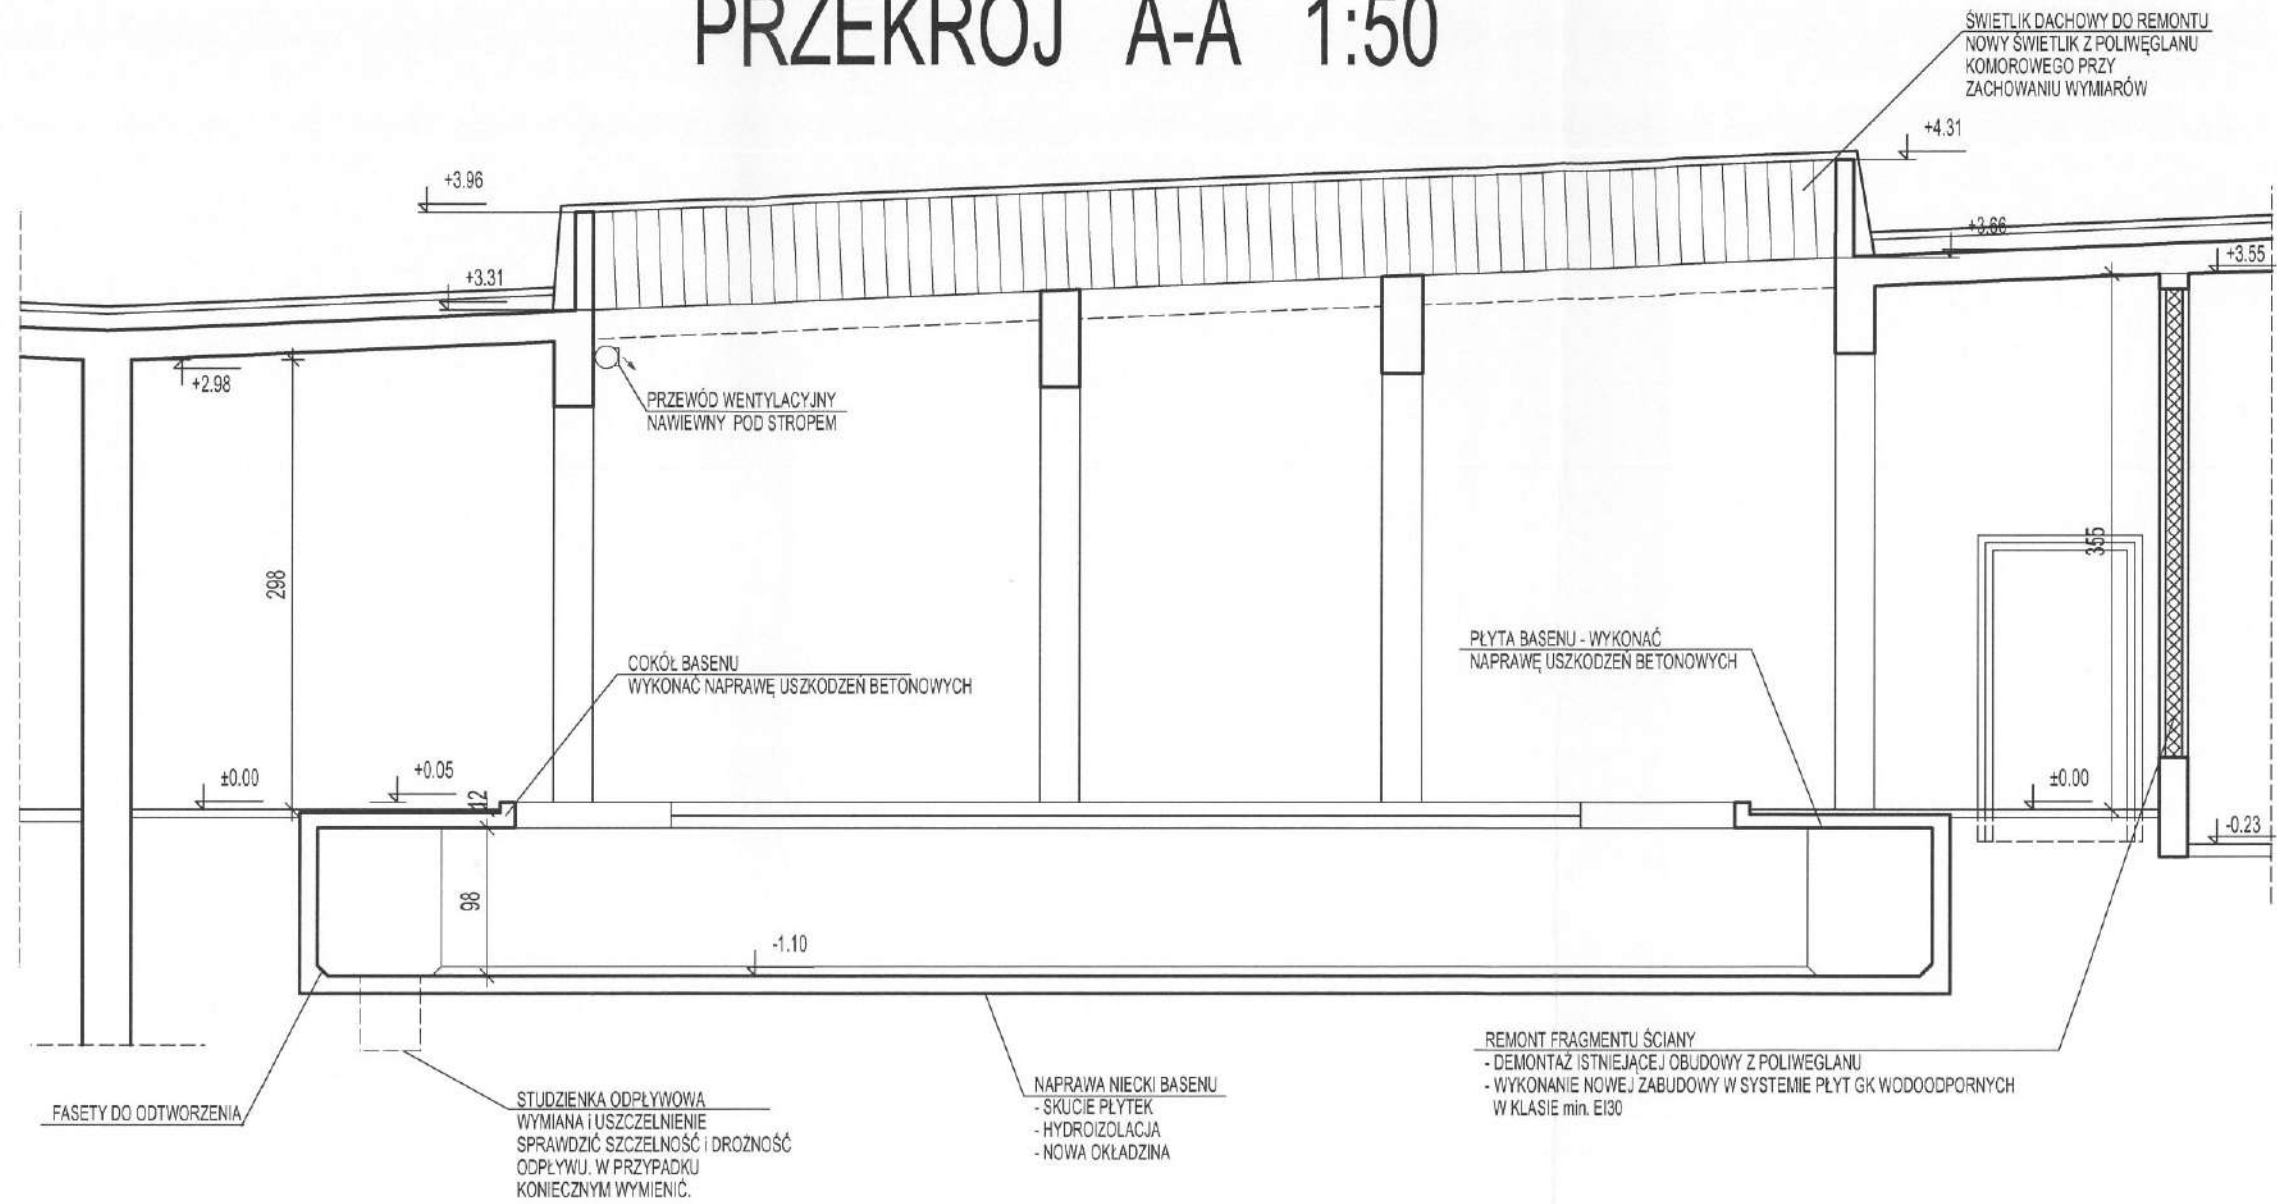 PRZEKRÓJ A-A 1:50
ŚWIETLIK DACHOWY DO REMONTU
NOWY ŚWIETLIK Z POLIWĘGLANU
KOMOROWEGO PRZY
ZACHOWANIU WYMIARÓW
+4.31
+3.96
+3.66
+3.55
+3.31
+2.98
PRZEWÓD WENTYLACYJNY
NAWIEWNY POD STROPEM
298
355
COKÓŁ BASENU
WYKONAĆ NAPRAWĘ USZKODZEŃ BETONOWYCH
PŁYTA BASENU - WYKONAĆ
NAPRAWĘ USZKODZEŃ BETONOWYCH
±0.00
+0.05
12
±0.00
-0.23
98
-1.10
REMONT FRAGMENTU ŚCIANY
- DEMONTAŻ ISTNIEJĄCEJ OBUDOWY Z POLIWEGLANU
- WYKONANIE NOWEJ ZABUDOWY W SYSTEMIE PŁYT GK WODOODPORNYCH
W KLASIE min. EI30
NAPRAWA NIECKI BASENU
- SKUCIE PŁYTEK
- HYDROIZOLACJA
- NOWA OKŁADZINA
STUDZIENKA ODPŁYWOWA
WYMIANA i USZCZELNIENIE
SPRAWDZIĆ SZCZELNOŚĆ i DROŻNOŚĆ
ODPŁYWU. W PRZYPADKU
KONIECZNYM WYMIENIĆ.
FASETY DO ODTWORZENIA